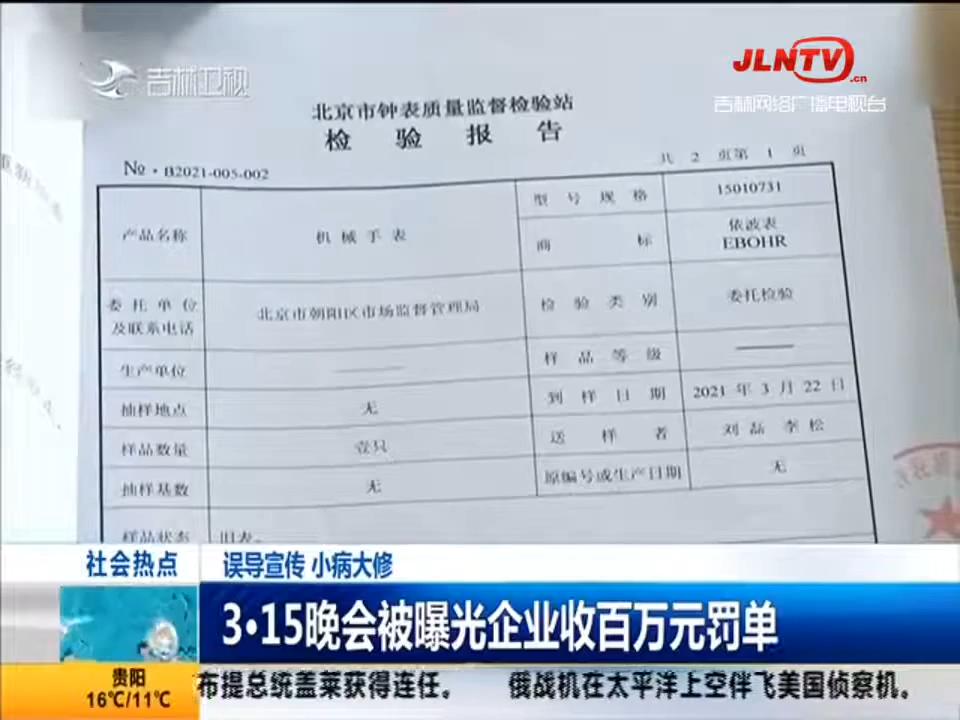 吉林卫视
JLNTV.cn
吉林网络广播电视台
北京市钟表质量监督检验站
检 验 报 告
№·B2021-005-002
共 2 页第 1 页
产品名称 机械手表 型号规格 15010731
商 标 依波表
EBOHR
委托单位
及联系电话 北京市朝阳区市场监督管理局 检验类别 委托检验
生产单位 —— 样品等级 ——
抽样地点 无 到样日期 2021 年 3 月 22 日
样品数量 壹只 送样者 刘磊 李松
抽样基数 无 原编号或生产日期 无
样品状态 旧表。
社会热点 误导宣传 小病大修
3·15晚会被曝光企业收百万元罚单
贵阳
16℃/11℃
布提总统盖莱获得连任。 俄战机在太平洋上空伴飞美国侦察机。